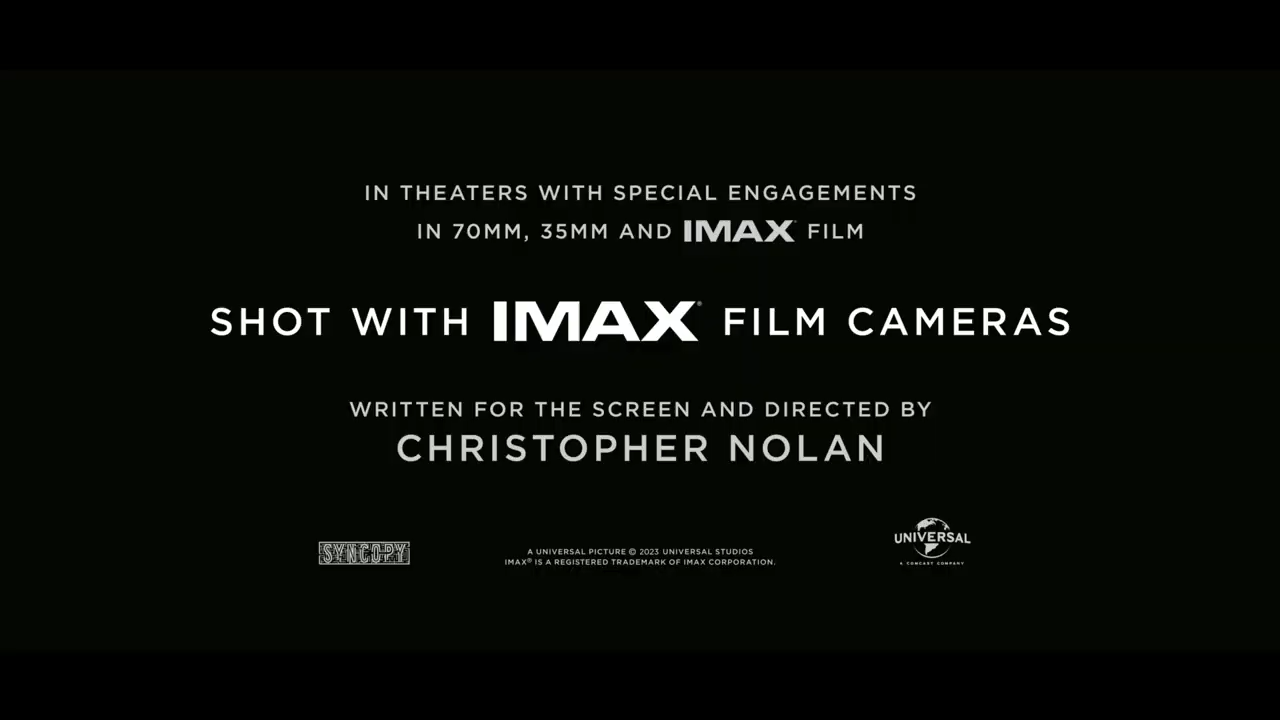 IN THEATERS WITH SPECIAL ENGAGEMENTS
IN 70MM, 35MM AND IMAX® FILM
SHOT WITH IMAX® FILM CAMERAS
WRITTEN FOR THE SCREEN AND DIRECTED BY
CHRISTOPHER NOLAN
SYNCOPY
A UNIVERSAL PICTURE © 2023 UNIVERSAL STUDIOS
IMAX® IS A REGISTERED TRADEMARK OF IMAX CORPORATION.
UNIVERSAL
A COMCAST COMPANY